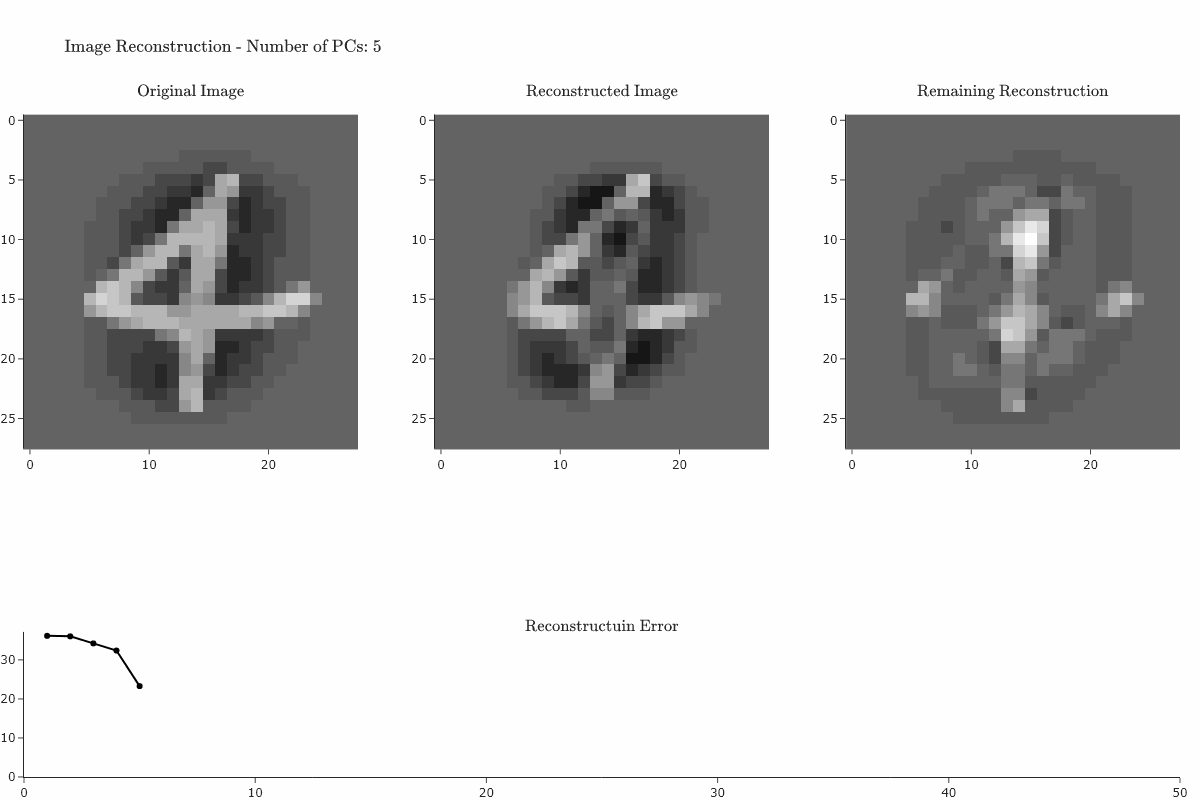 Image Reconstruction - Number of PCs: 5
Original Image
Reconstructed Image
Remaining Reconstruction
0
5
10
15
20
25
0 10 20
0
5
10
15
20
25
0 10 20
0
5
10
15
20
25
0 10 20
Reconstructuin Error
30
20
10
0
0 10 20 30 40 50